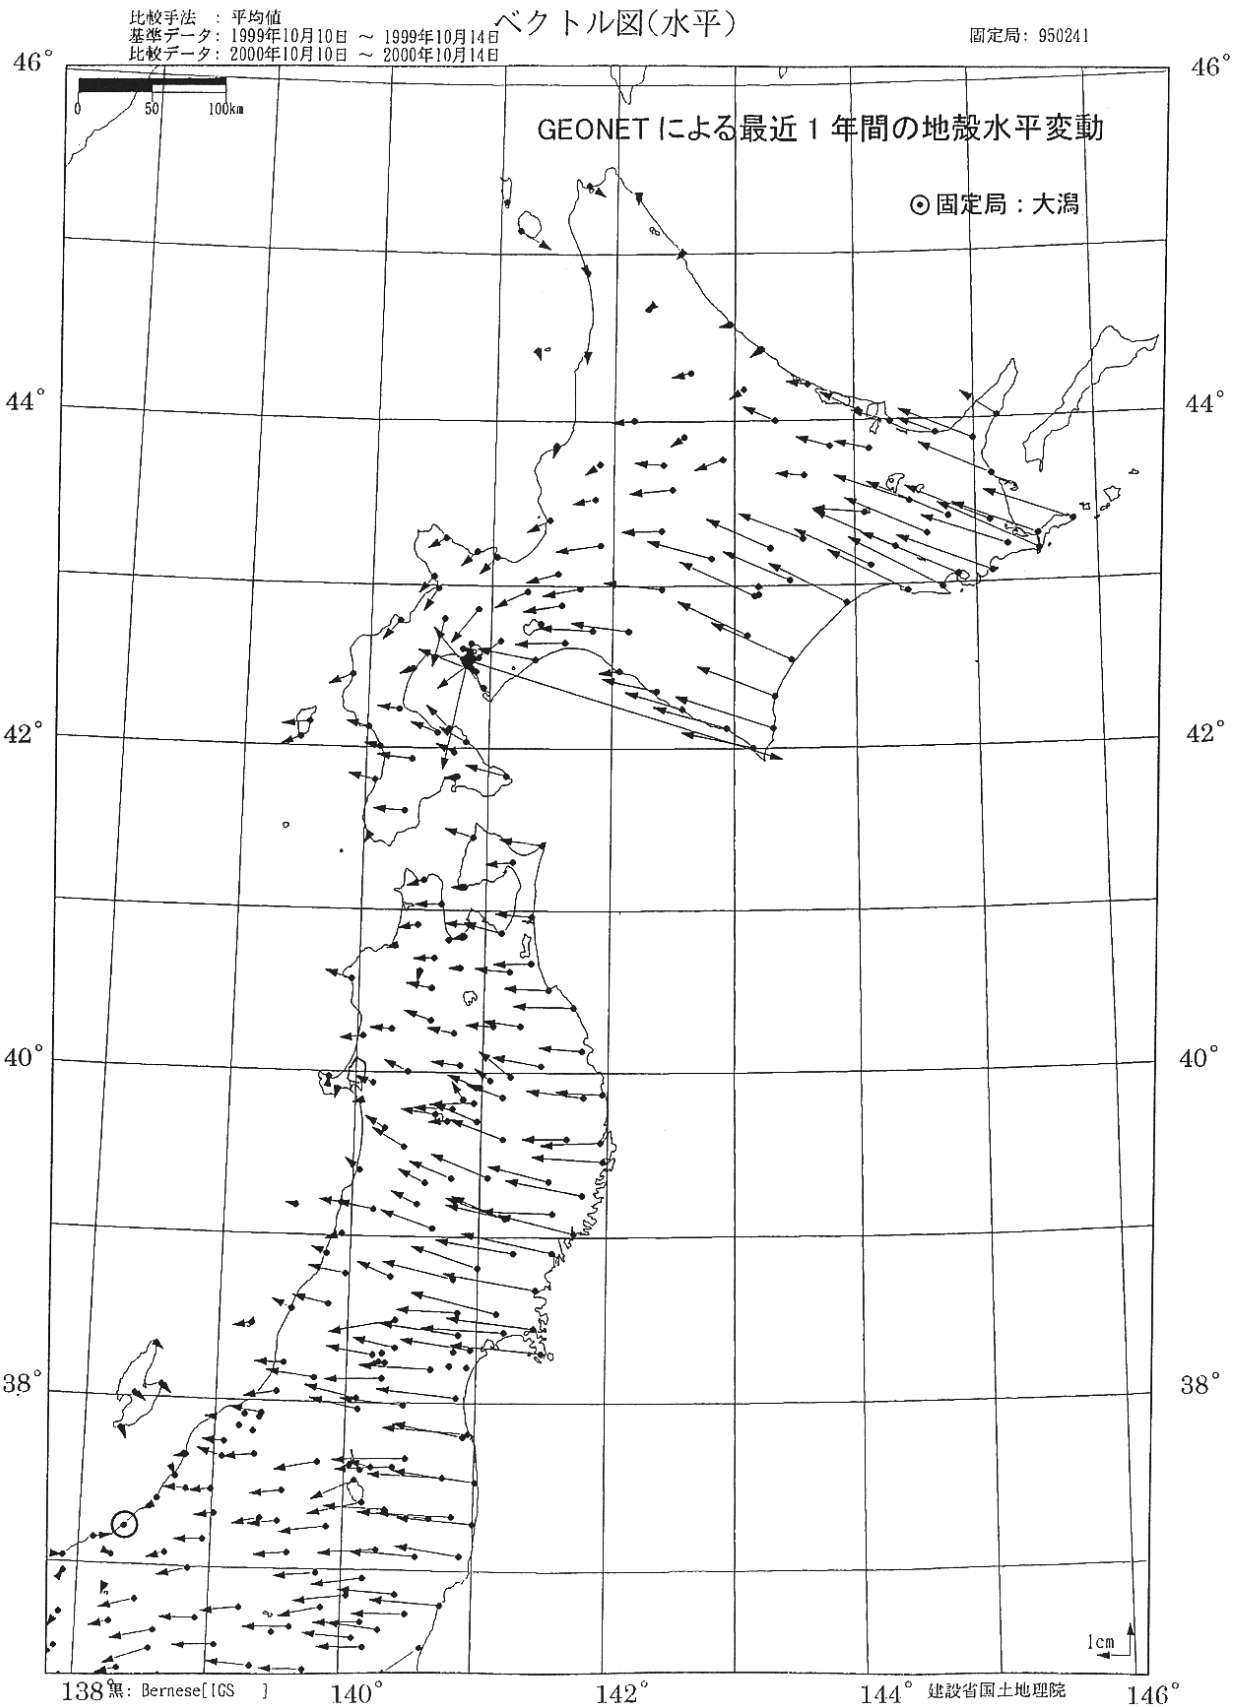 ベクトル図(水平)
比較手法 : 平均値
基準データ: 1999年10月10日 ～ 1999年10月14日
比較データ: 2000年10月10日 ～ 2000年10月14日
固定局: 950241
46° 46°
0 50 100km
GEONET による最近 1 年間の地殻水平変動
⊙固定局 : 大潟
44° 44°
42° 42°
40° 40°
38° 38°
1cm
138° 140° 142° 144° 146°
黒: Bernese[IGS ]
建設省国土地理院